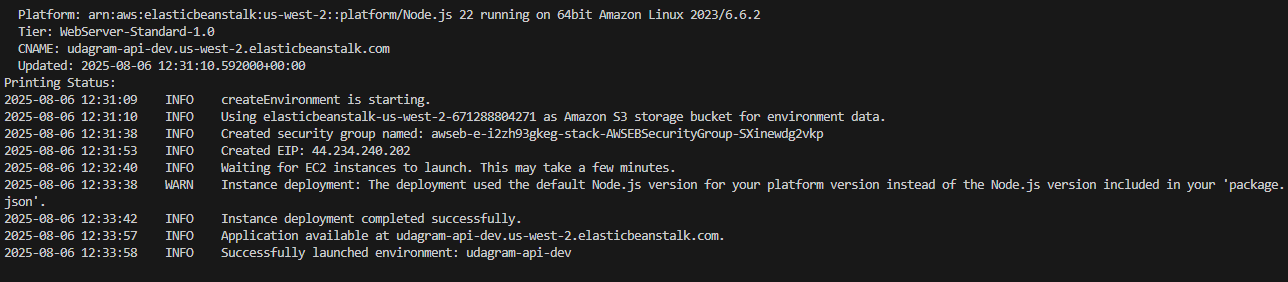 Platform: arn:aws:elasticbeanstalk:us-west-2::platform/Node.js 22 running on 64bit Amazon Linux 2023/6.6.2
Tier: WebServer-Standard-1.0
CNAME: udagram-api-dev.us-west-2.elasticbeanstalk.com
Updated: 2025-08-06 12:31:10.592000+00:00
Printing Status:
2025-08-06 12:31:09    INFO    createEnvironment is starting.
2025-08-06 12:31:10    INFO    Using elasticbeanstalk-us-west-2-671288804271 as Amazon S3 storage bucket for environment data.
2025-08-06 12:31:38    INFO    Created security group named: awseb-e-i2zh93gkeg-stack-AWSEBSecurityGroup-SXinewdg2vkp
2025-08-06 12:31:53    INFO    Created EIP: 44.234.240.202
2025-08-06 12:32:40    INFO    Waiting for EC2 instances to launch. This may take a few minutes.
2025-08-06 12:33:38    WARN    Instance deployment: The deployment used the default Node.js version for your platform version instead of the Node.js version included in your 'package.
json'.
2025-08-06 12:33:42    INFO    Instance deployment completed successfully.
2025-08-06 12:33:57    INFO    Application available at udagram-api-dev.us-west-2.elasticbeanstalk.com.
2025-08-06 12:33:58    INFO    Successfully launched environment: udagram-api-dev